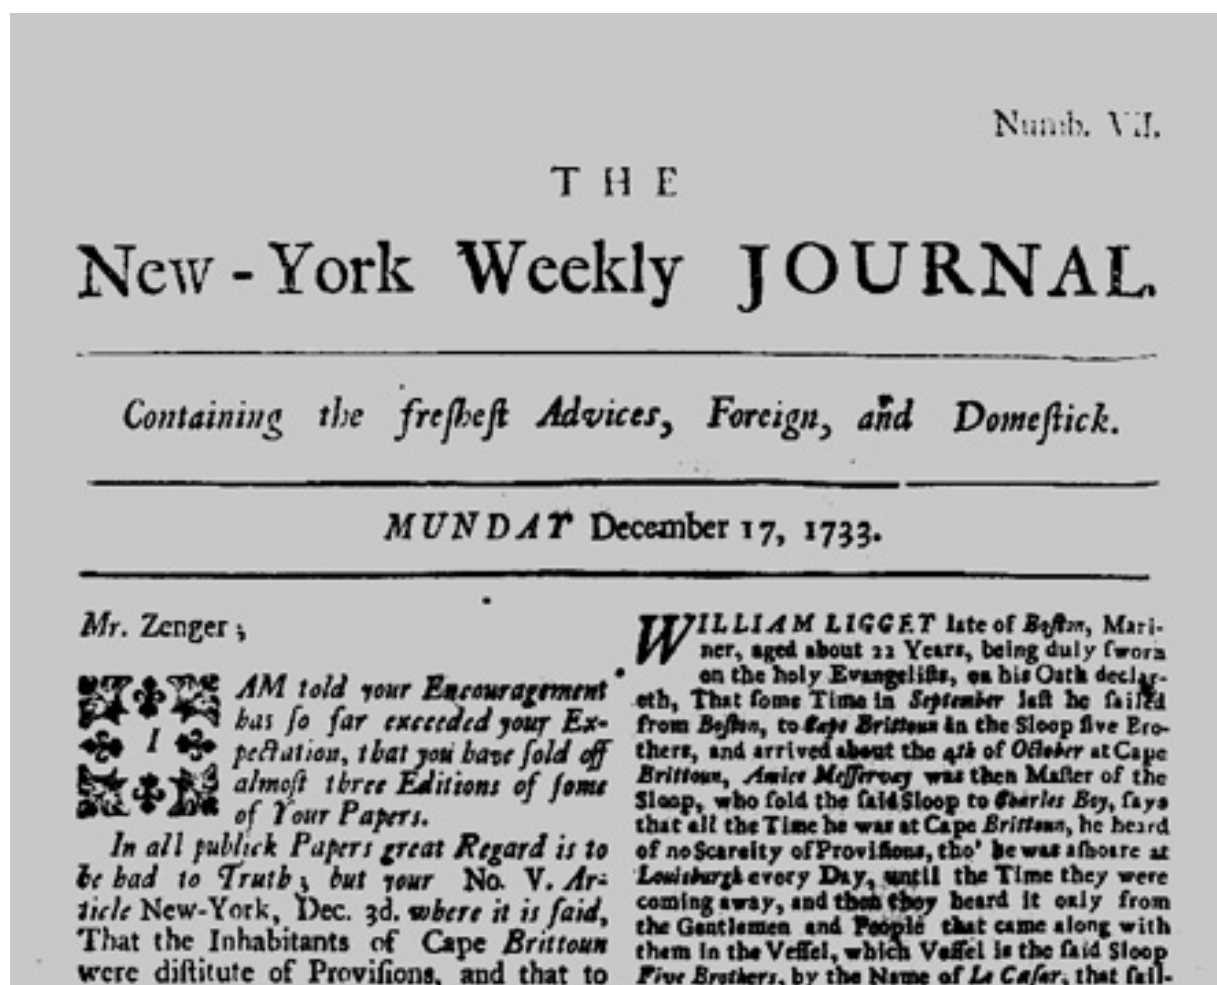 Numb. VII.
THE
New-York Weekly JOURNAL.
Containing the freſheſt Advices, Foreign, and Domeſtick.
MUNDAY December 17, 1733.
Mr. Zenger;
I AM told your Encouragement
has ſo far exceeded your Ex-
pectation, that you have ſold off
almoſt three Editions of ſome
of Your Papers.
In all publick Papers great Regard is to
be had to Truth; but your No. V. Ar-
ticle New-York, Dec. 3d. where it is ſaid,
That the Inhabitants of Cape Brittoun
were diſtitute of Proviſions, and that to
WILLIAM LIGGET late of Boſton, Mari-
ner, aged about 22 Years, being duly ſworn
on the holy Evangeliſts, on his Oath declar-
eth, That ſome Time in September laſt he ſailed
from Boſton, to Cape Brittoun in the Sloop five Bro-
thers, and arrived about the 4th of October at Cape
Brittoun, Amice Meſſervey was then Maſter of the
Sloop, who ſold the ſaid Sloop to Charles Boy, ſays
that all the Time he was at Cape Brittoun, he heard
of no Scarcity of Proviſions, tho' he was aſhoare at
Louisburgh every Day, until the Time they were
coming away, and then they heard it only from
the Gentlemen and People that came along with
them in the Veſſel, which Veſſel is the ſaid Sloop
Five Brothers, by the Name of Le Caſar, that ſail-